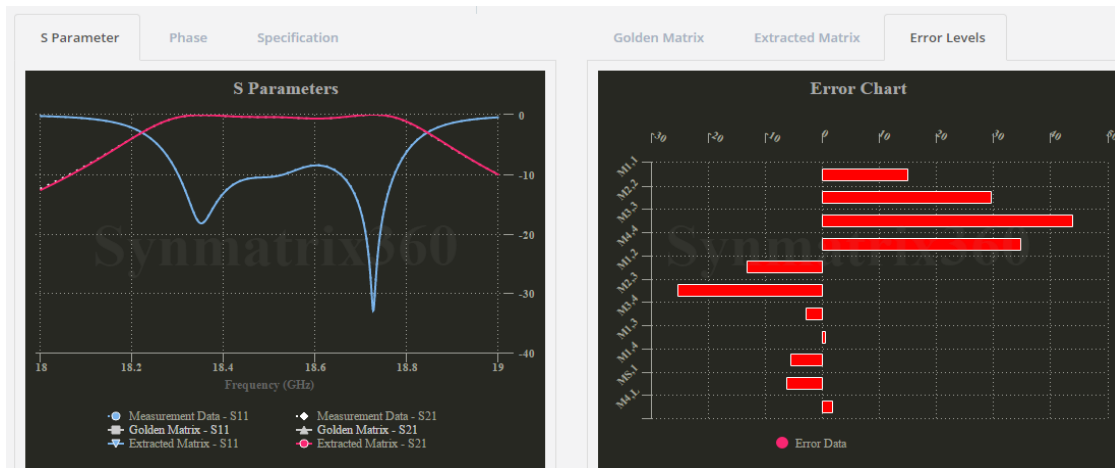 S Parameter Phase Specification
Golden Matrix Extracted Matrix Error Levels
S Parameters
Synmatrix360
0
-10
-20
-30
-40
18 18.2 18.4 18.6 18.8 19
Frequency (GHz)
Measurement Data - S11 Measurement Data - S21
Golden Matrix - S11 Golden Matrix - S21
Extracted Matrix - S11 Extracted Matrix - S21
Error Chart
Synmatrix360
-30 -20 -10 0 10 20 30 40 50
M1,1
M2,2
M3,3
M4,4
M1,2
M2,3
M3,4
M1,3
M1,4
MS,1
M4,L
Error Data